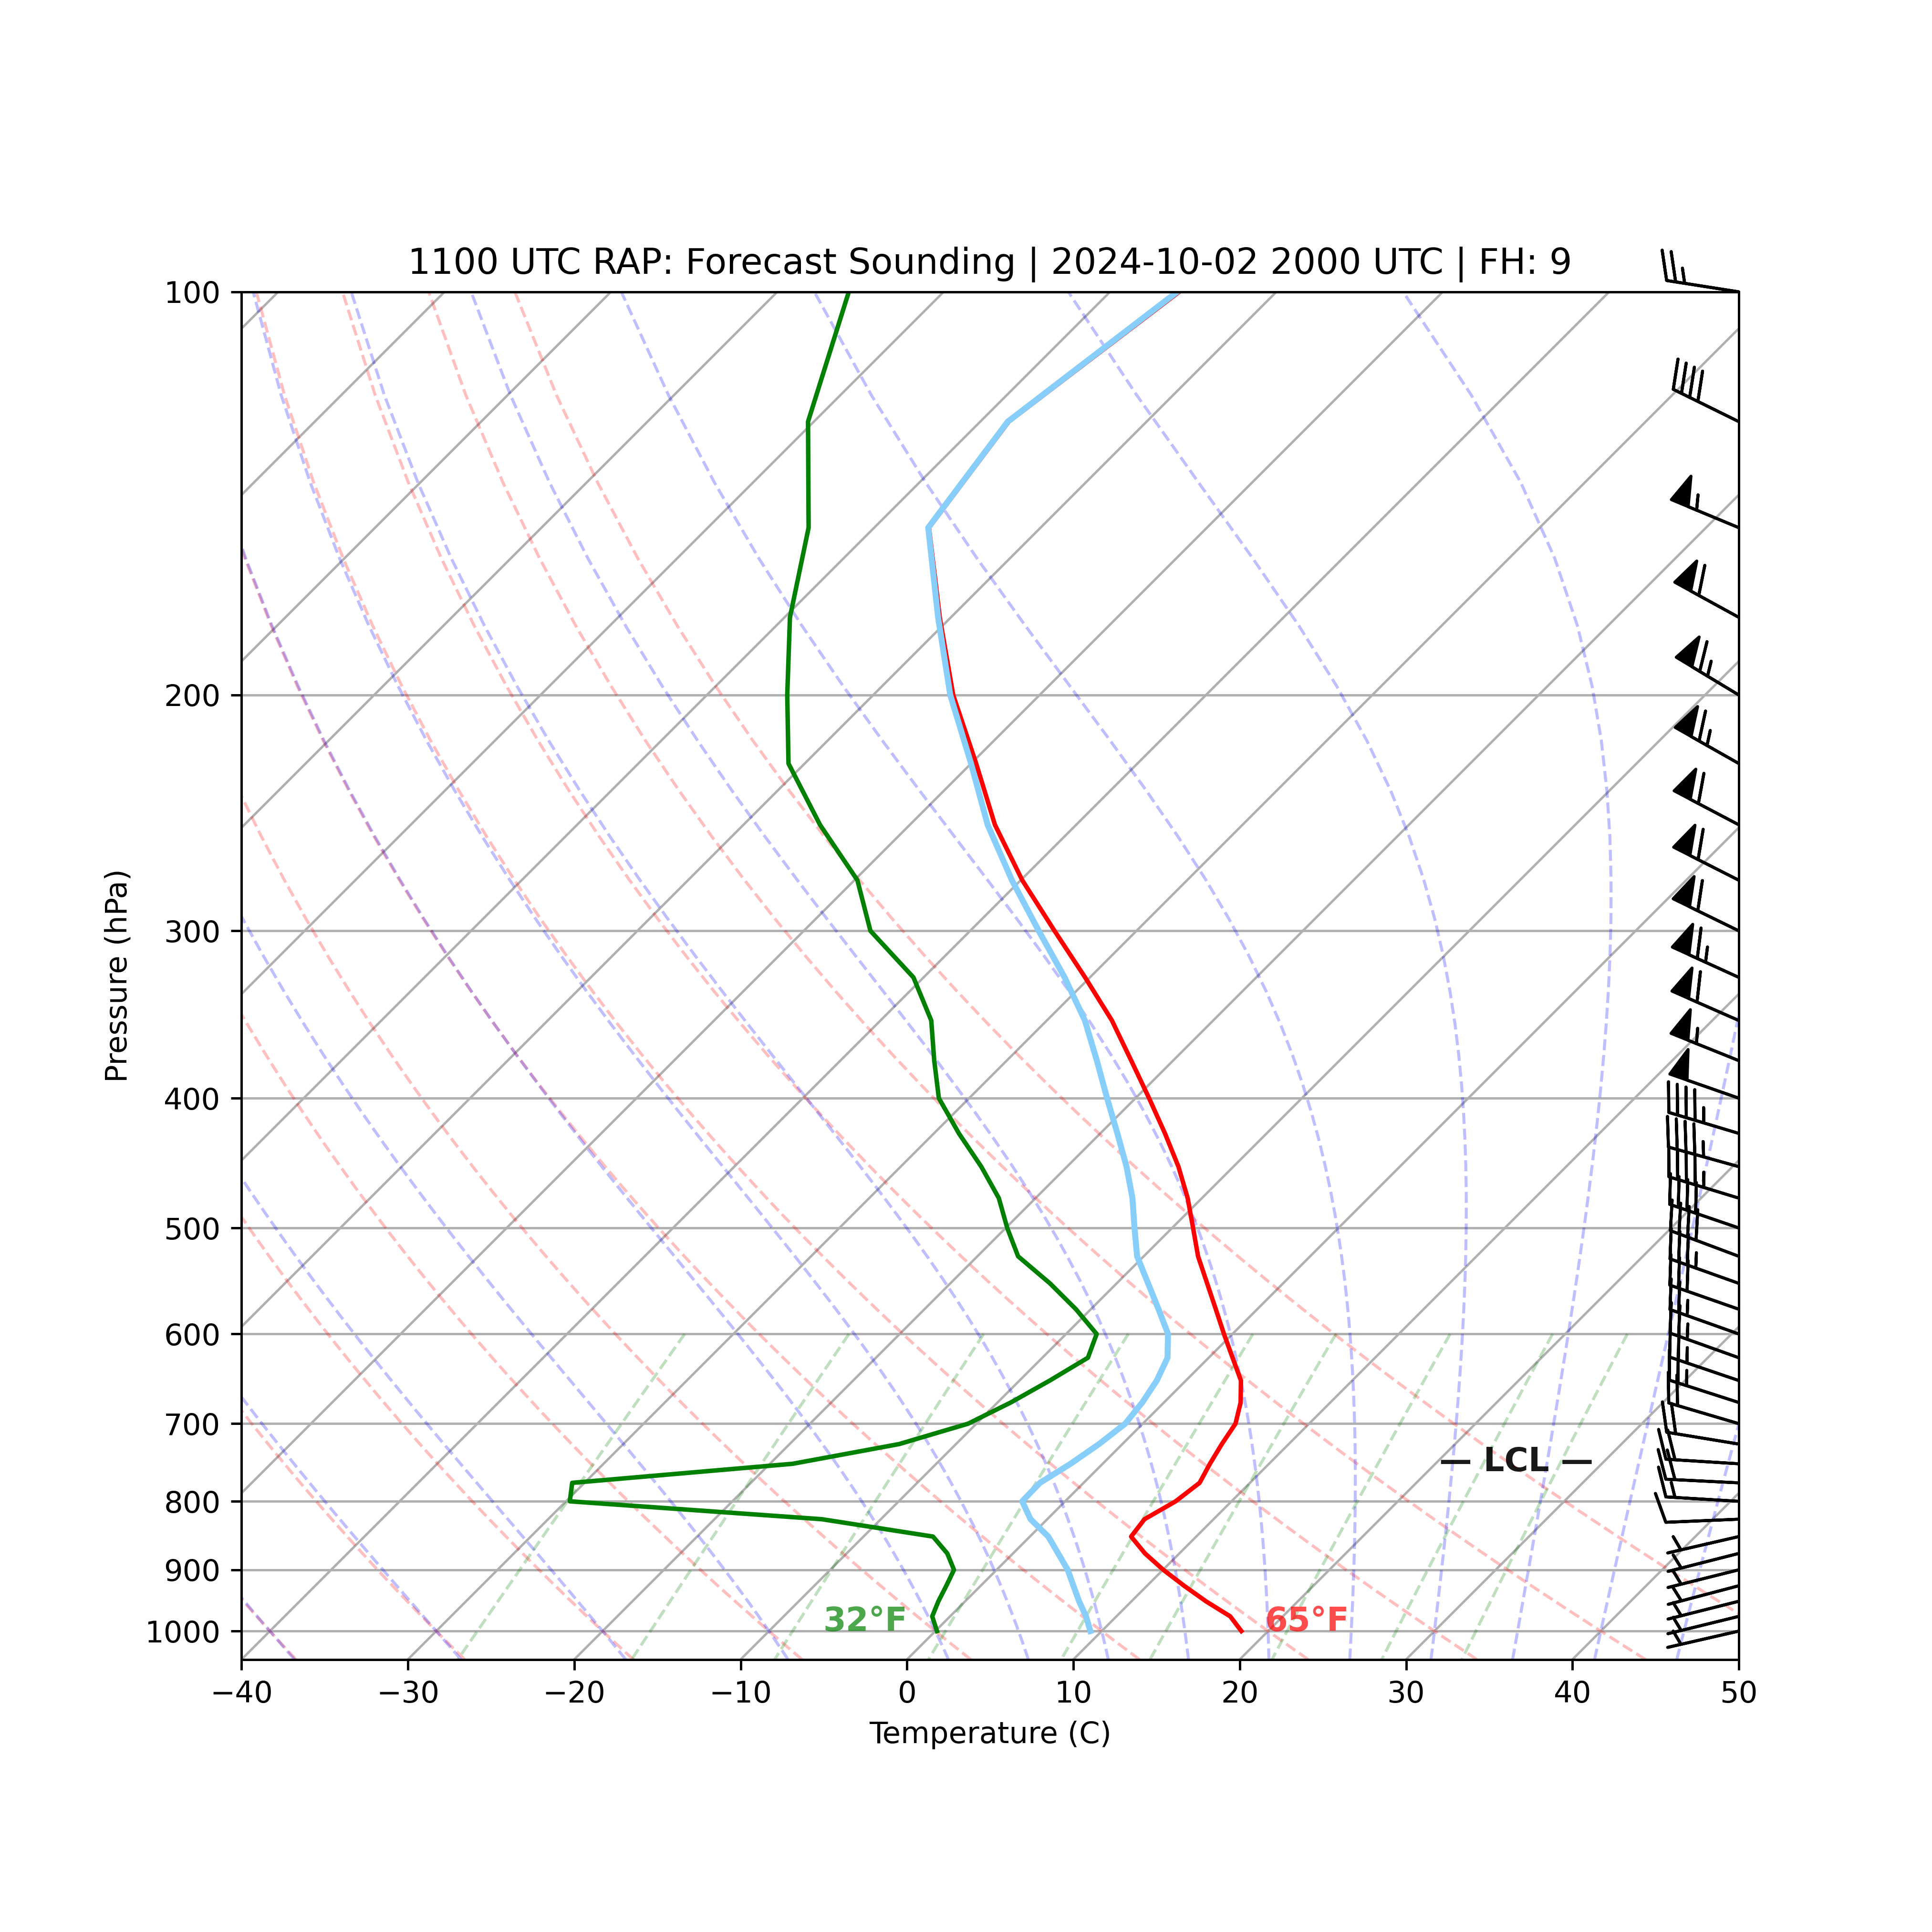 1100 UTC RAP: Forecast Sounding | 2024-10-02 2000 UTC | FH: 9
100
200
300
400
500
600
700
800
900
1000
Pressure (hPa)
— LCL —
32°F
65°F
−40 −30 −20 −10 0 10 20 30 40 50
Temperature (C)